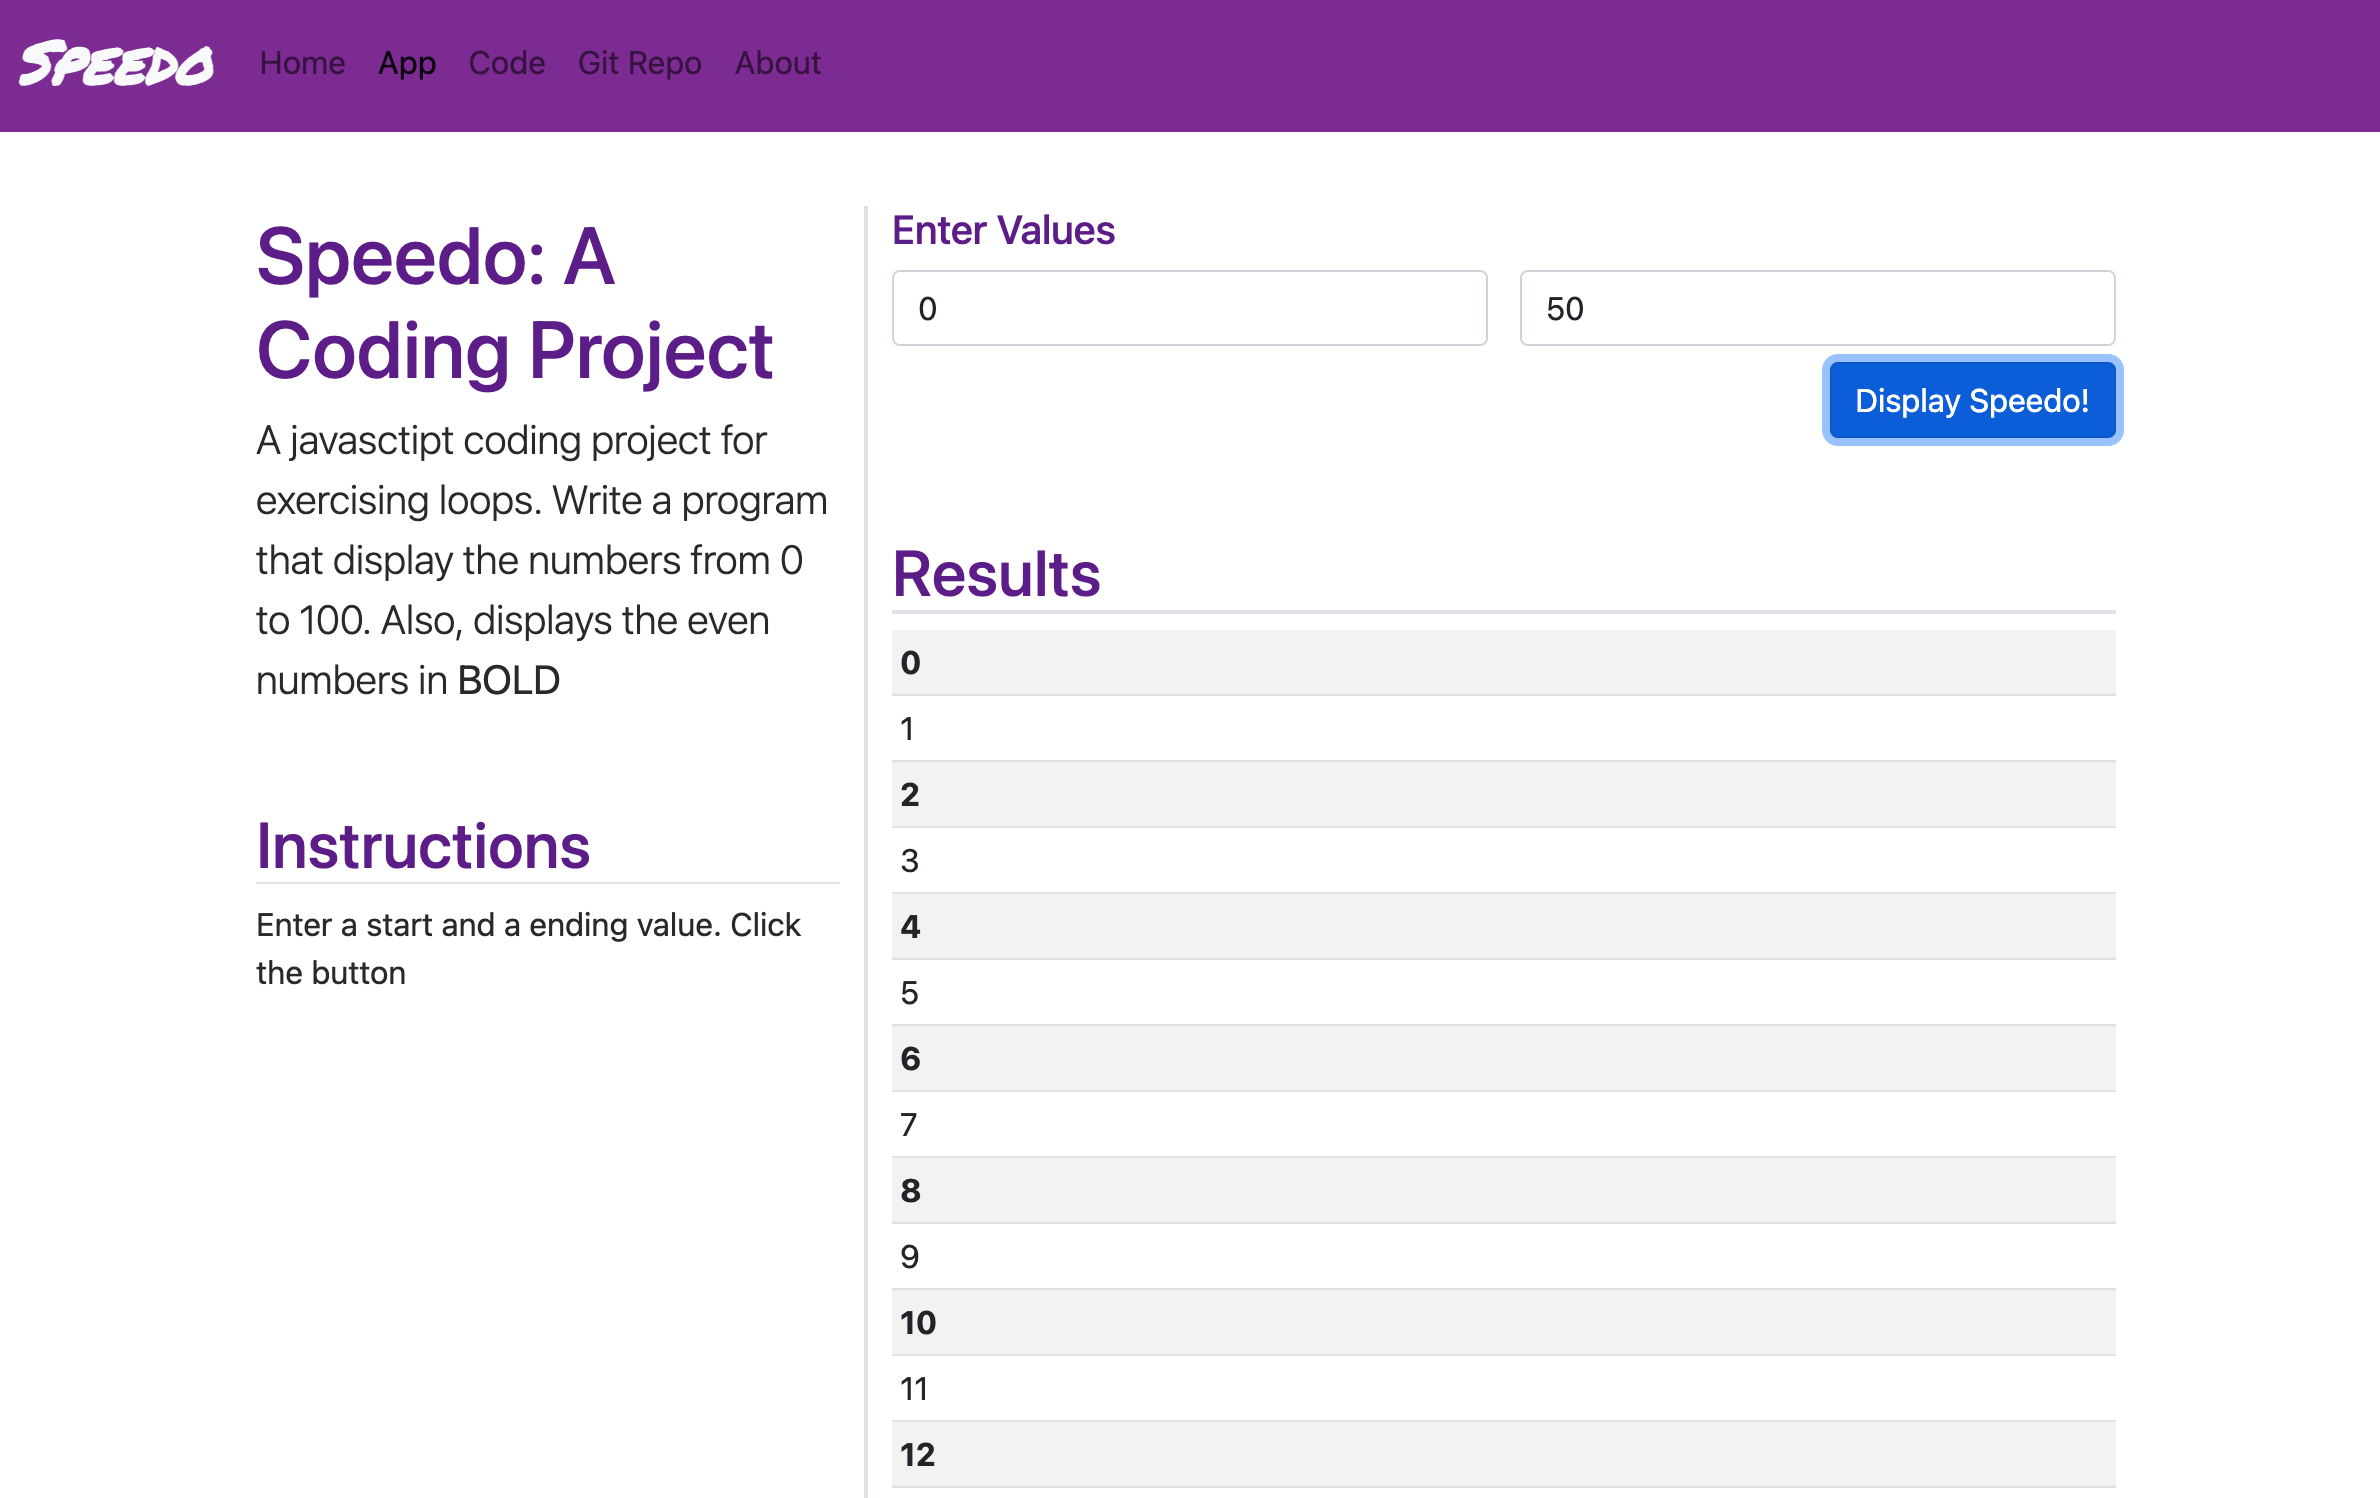 SPEEDO Home App Code Git Repo About
Speedo: A
Coding Project
A javasctipt coding project for
exercising loops. Write a program
that display the numbers from 0
to 100. Also, displays the even
numbers in BOLD
Instructions
Enter a start and a ending value. Click
the button
Enter Values
0 50
Display Speedo!
Results
0
1
2
3
4
5
6
7
8
9
10
11
12